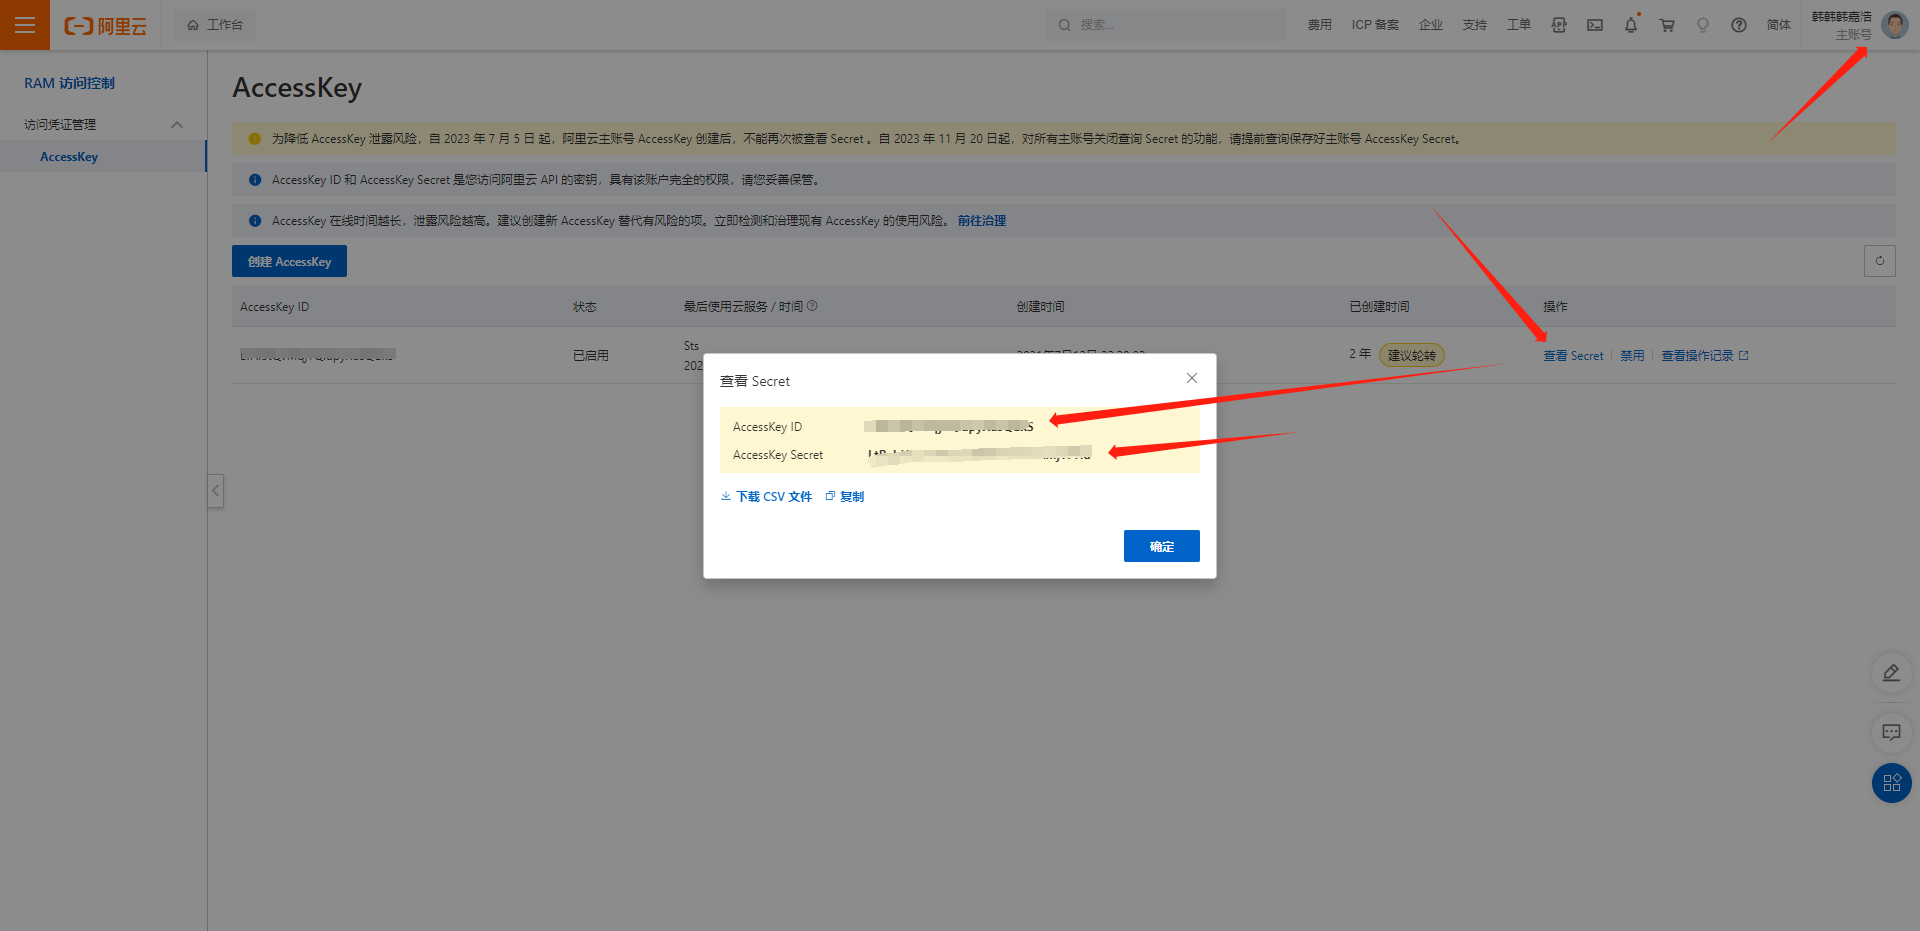 阿里云
工作台
搜索...
费用
ICP 备案
企业
支持
工单
简体
韩韩韩嘉浩
主账号
RAM 访问控制
访问凭证管理
AccessKey
AccessKey
为降低 AccessKey 泄露风险，自 2023 年 7 月 5 日 起，阿里云主账号 AccessKey 创建后，不能再次被查看 Secret 。自 2023 年 11 月 20 日起，对所有主账号关闭查询 Secret 的功能，请提前查询保存好主账号 AccessKey Secret。
AccessKey ID 和 AccessKey Secret 是您访问阿里云 API 的密钥，具有该账户完全的权限，请您妥善保管。
AccessKey 在线时间越长，泄露风险越高。建议创建新 AccessKey 替代有风险的项。立即检测和治理现有 AccessKey 的使用风险。 前往治理
创建 AccessKey
AccessKey ID
状态
最后使用云服务 / 时间
创建时间
已创建时间
操作
已启用
Sts
202
2 年
建议轮转
查看 Secret
禁用
查看操作记录
查看 Secret
AccessKey ID
AccessKey Secret
下载 CSV 文件
复制
确定